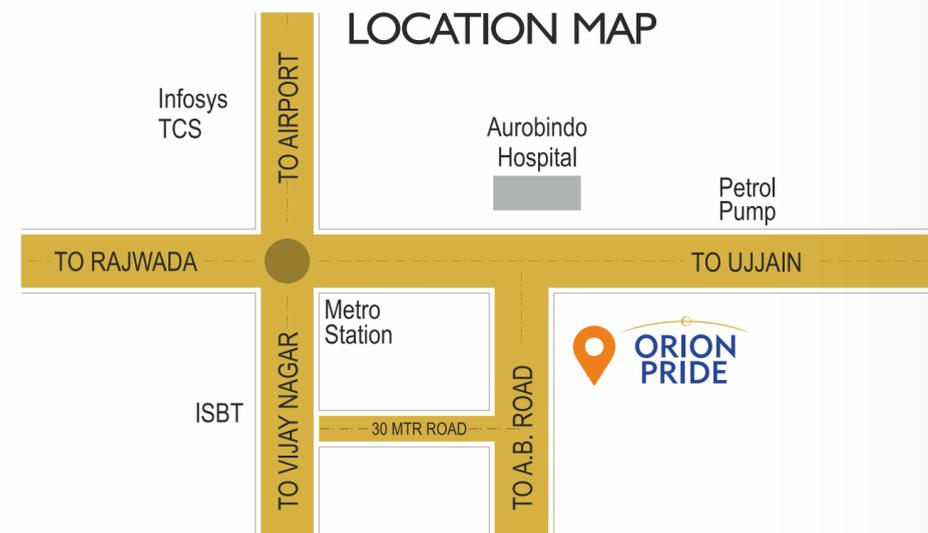 LOCATION MAP
TO AIRPORT
Infosys
TCS
Aurobindo
Hospital
Petrol
Pump
TO RAJWADA
TO UJJAIN
Metro
Station
ORION
PRIDE
ISBT
TO VIJAY NAGAR
30 MTR ROAD
TO A.B. ROAD